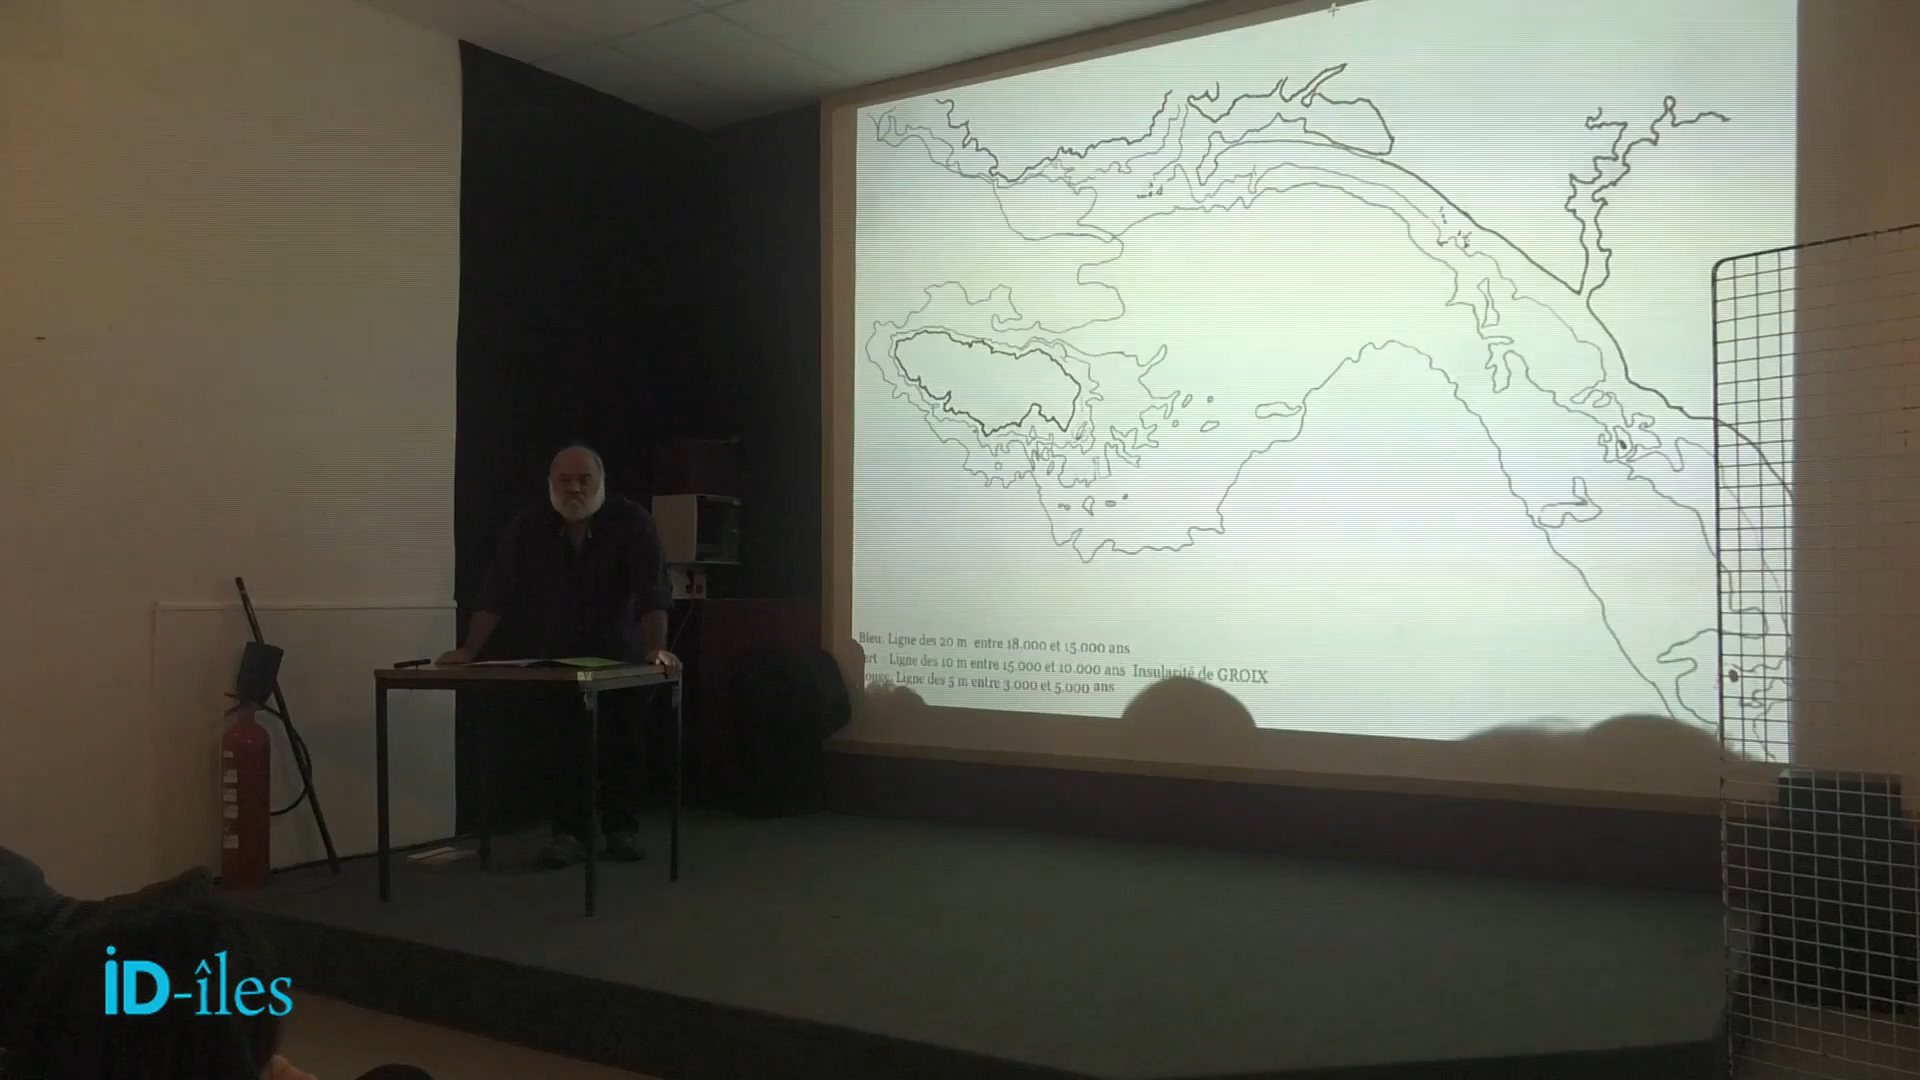 Bleu: Ligne des 20 m entre 18.000 et 15.000 ans
Ligne des 10 m entre 15.000 et 10.000 ans Insularité de GROIX
Ligne des 5 m entre 3.000 et 5.000 ans
iD-îles